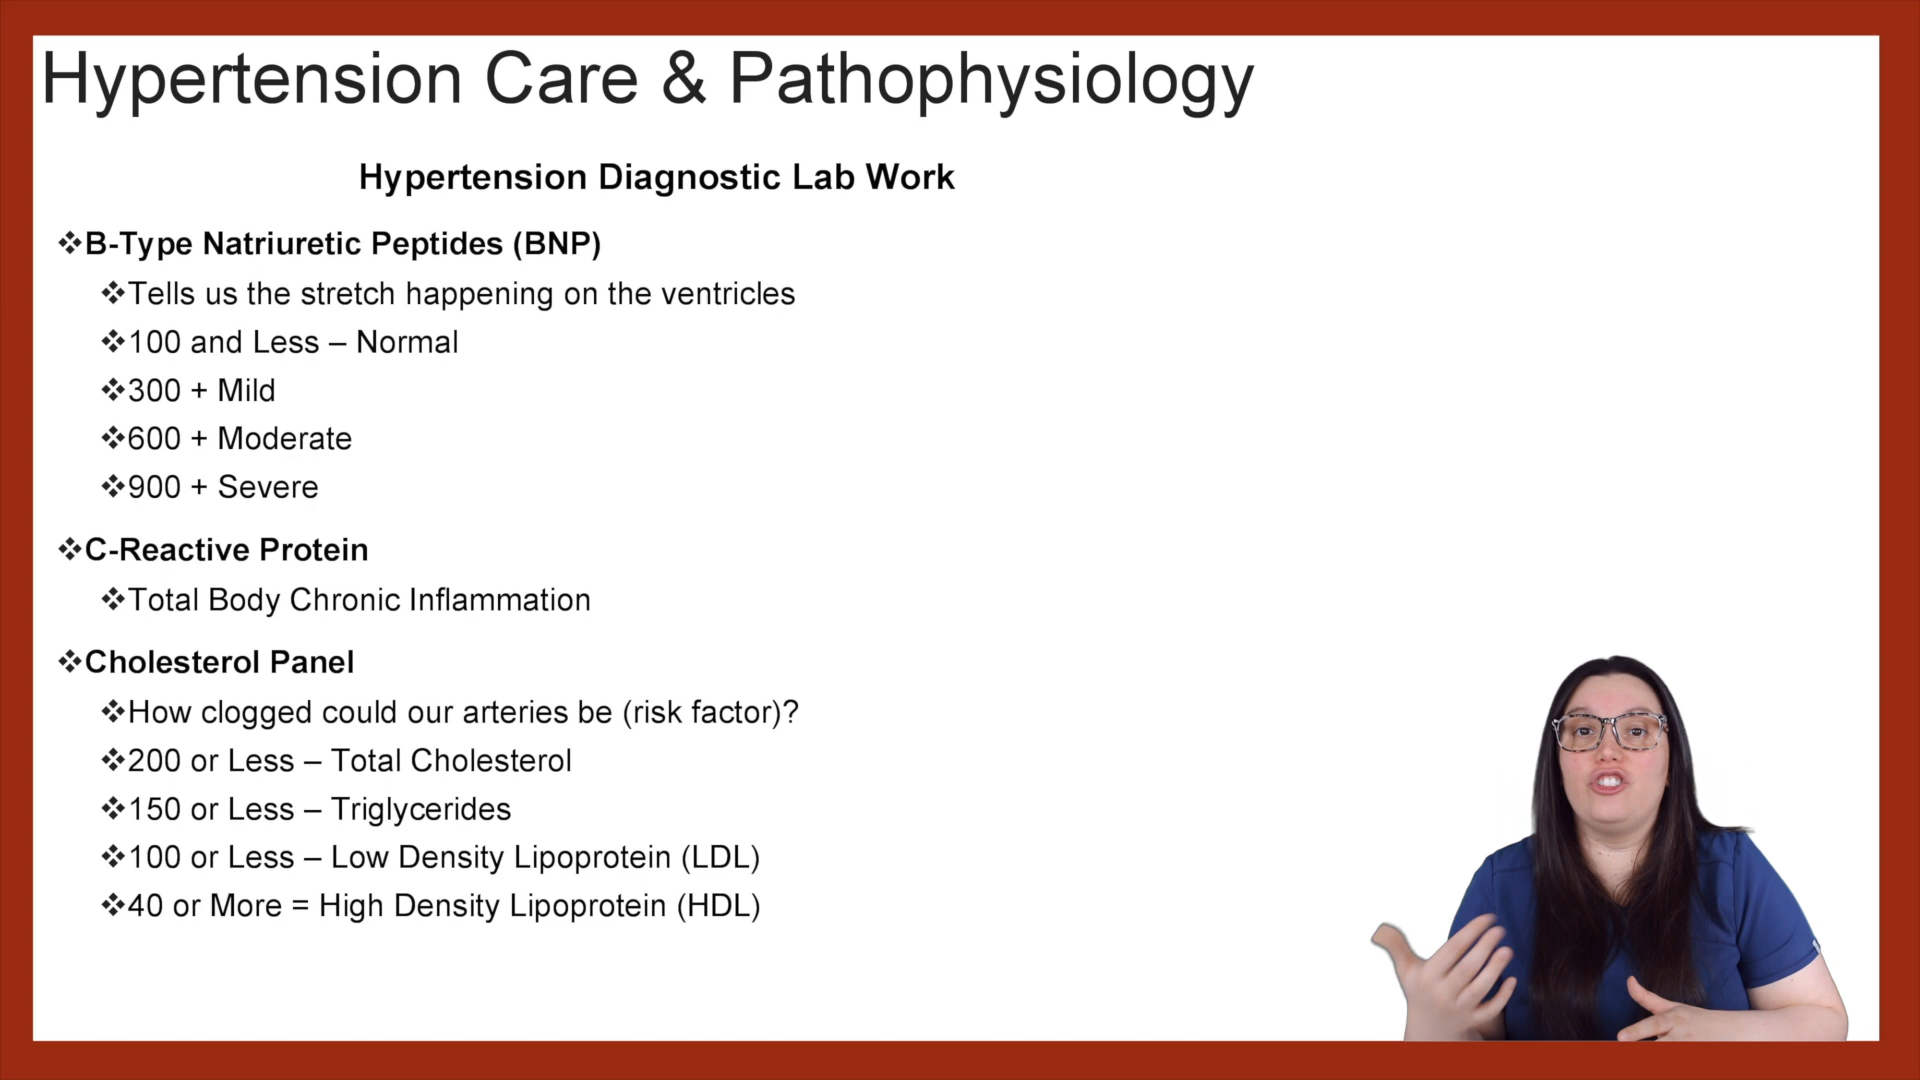 Hypertension Care & Pathophysiology
Hypertension Diagnostic Lab Work
❖B-Type Natriuretic Peptides (BNP)
❖Tells us the stretch happening on the ventricles
❖100 and Less – Normal
❖300 + Mild
❖600 + Moderate
❖900 + Severe
❖C-Reactive Protein
❖Total Body Chronic Inflammation
❖Cholesterol Panel
❖How clogged could our arteries be (risk factor)?
❖200 or Less – Total Cholesterol
❖150 or Less – Triglycerides
❖100 or Less – Low Density Lipoprotein (LDL)
❖40 or More = High Density Lipoprotein (HDL)